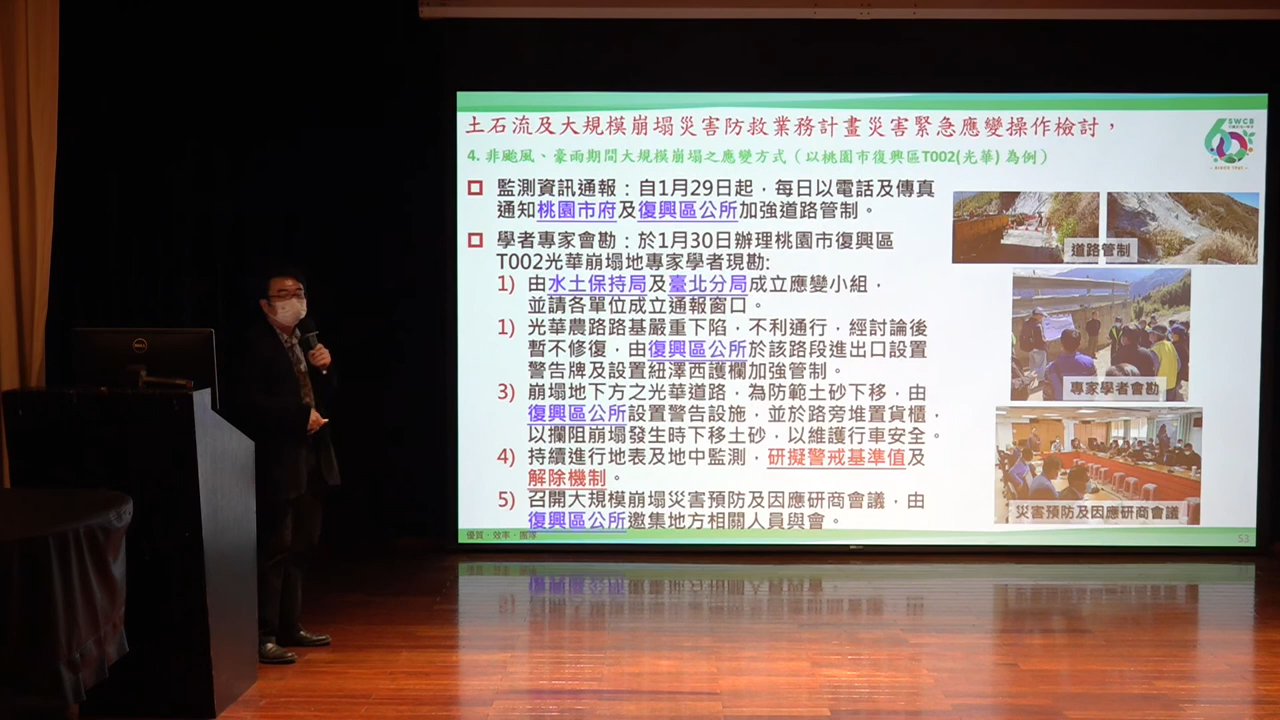 土石流及大規模崩塌災害防救業務計畫災害緊急應變操作檢討，
SWCB
SINCE 1961
4. 非颱風、豪雨期間大規模崩塌之應變方式（以桃園市復興區T002(光華) 為例）
監測資訊通報：自1月29日起，每日以電話及傳真
通知桃園市府及復興區公所加強道路管制。
學者專家會勘：於1月30日辦理桃園市復興區
T002光華崩塌地專家學者現勘:
1) 由水土保持局及臺北分局成立應變小組，
並請各單位成立通報窗口。
1) 光華農路路基嚴重下陷，不利通行，經討論後
暫不修復，由復興區公所於該路段進出口設置
警告牌及設置紐澤西護欄加強管制。
3) 崩塌地下方之光華道路，為防範土砂下移，由
復興區公所設置警告設施，並於路旁堆置貨櫃，
以攔阻崩塌發生時下移土砂，以維護行車安全。
4) 持續進行地表及地中監測，研擬警戒基準值及
解除機制。
5) 召開大規模崩塌災害預防及因應研商會議，由
復興區公所邀集地方相關人員與會。
道路管制
專家學者會勘
災害預防及因應研商會議
優質．效率．團隊
53
DELL